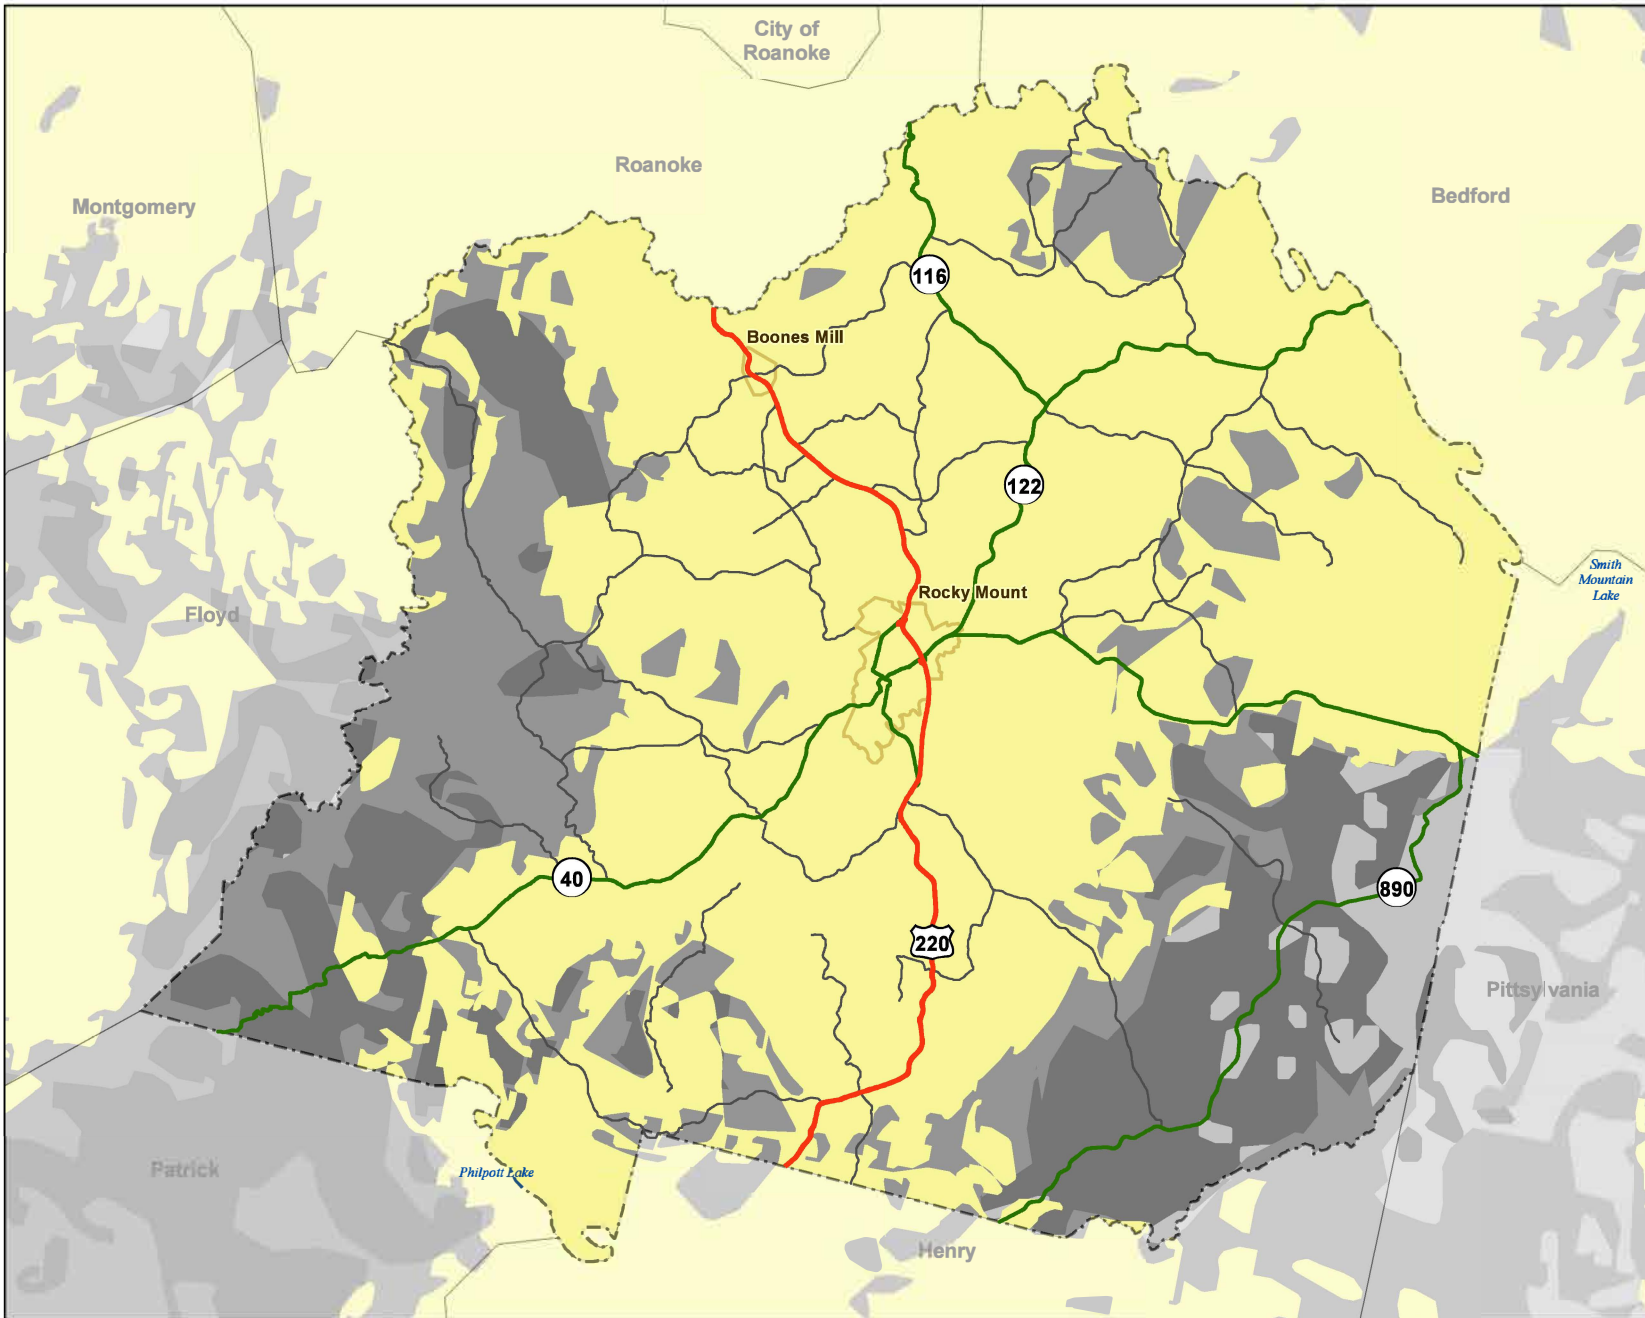 City of
Roanoke
Roanoke
Montgomery
Bedford
116
Boones Mill
122
Rocky Mount
Smith
Mountain
Lake
Floyd
40
890
220
Pittsylvania
Patrick
Philpott Lake
Henry